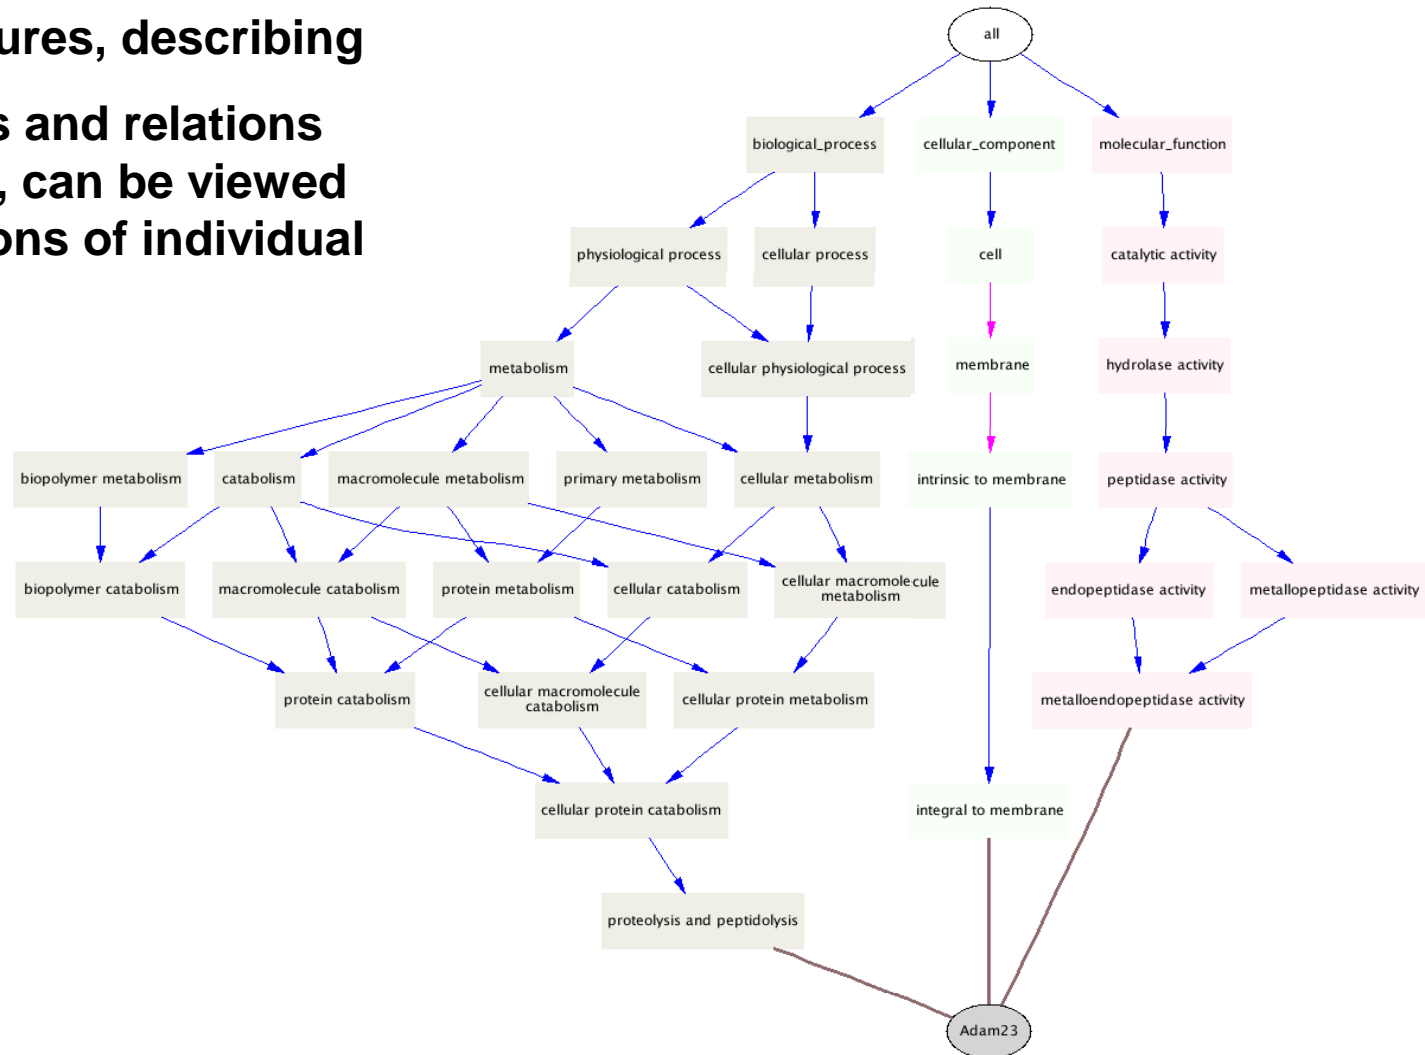 ures, describing
s and relations
, can be viewed
ons of individual
all
biological_process
cellular_component
molecular_function
physiological process
cellular process
cell
catalytic activity
metabolism
cellular physiological process
membrane
hydrolase activity
biopolymer metabolism
catabolism
macromolecule metabolism
primary metabolism
cellular metabolism
intrinsic to membrane
peptidase activity
biopolymer catabolism
macromolecule catabolism
protein metabolism
cellular catabolism
cellular macromolecule
metabolism
endopeptidase activity
metallopeptidase activity
protein catabolism
cellular macromolecule
catabolism
cellular protein metabolism
metalloendopeptidase activity
cellular protein catabolism
integral to membrane
proteolysis and peptidolysis
Adam23